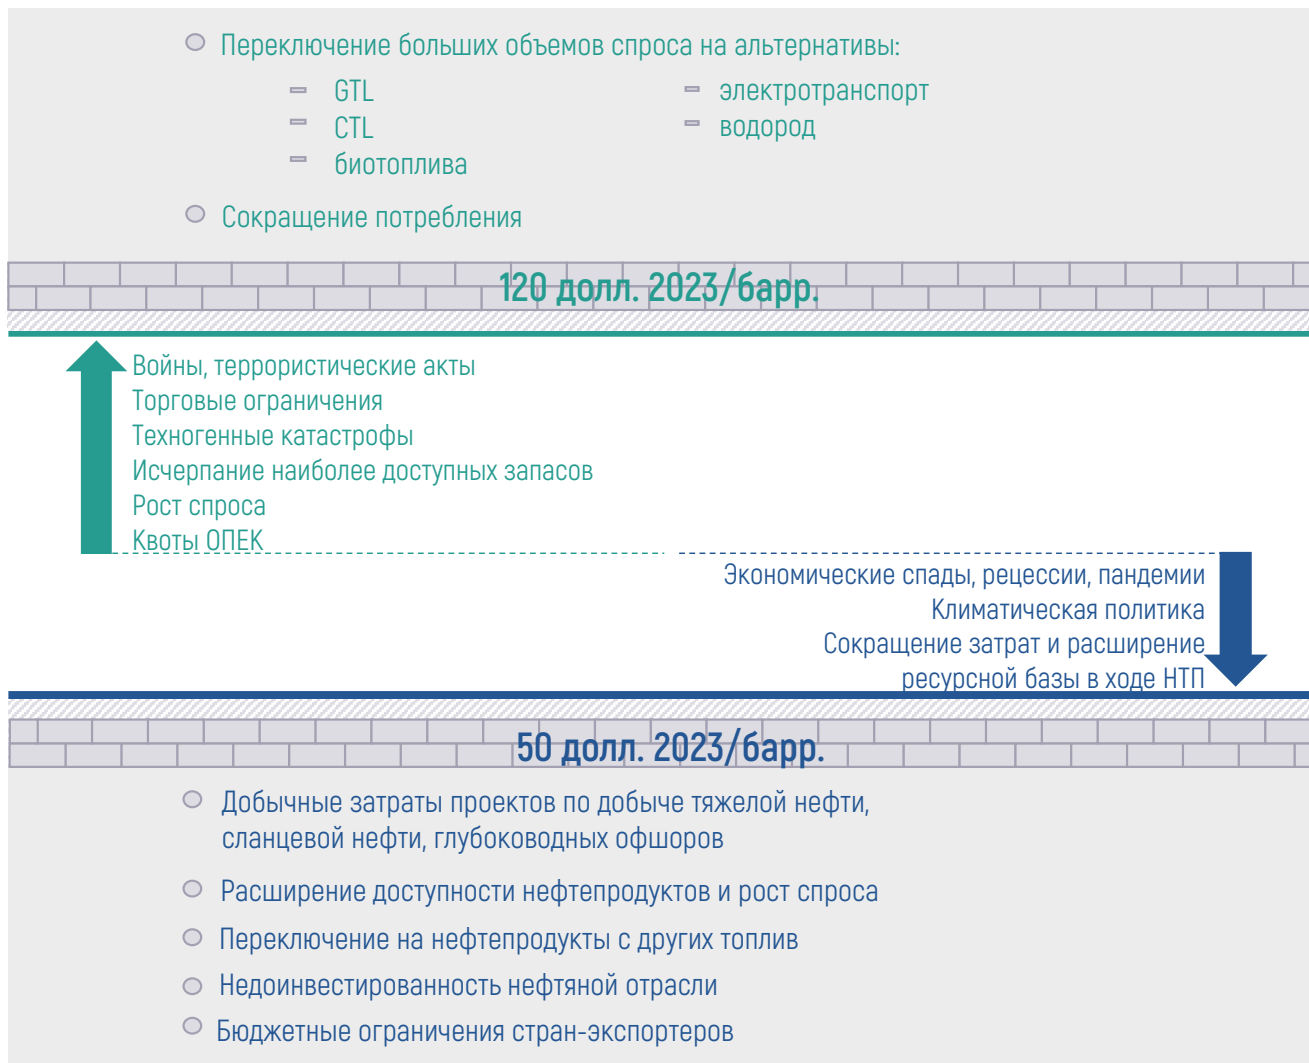 Переключение больших объемов спроса на альтернативы:
GTL
CTL
биотоплива
электротранспорт
водород
Сокращение потребления
120 долл. 2023/барр.
Войны, террористические акты
Торговые ограничения
Техногенные катастрофы
Исчерпание наиболее доступных запасов
Рост спроса
Квоты ОПЕК
Экономические спады, рецессии, пандемии
Климатическая политика
Сокращение затрат и расширение
ресурсной базы в ходе НТП
50 долл. 2023/барр.
Добычные затраты проектов по добыче тяжелой нефти,
сланцевой нефти, глубоководных офшоров
Расширение доступности нефтепродуктов и рост спроса
Переключение на нефтепродукты с других топлив
Недоинвестированность нефтяной отрасли
Бюджетные ограничения стран-экспортеров